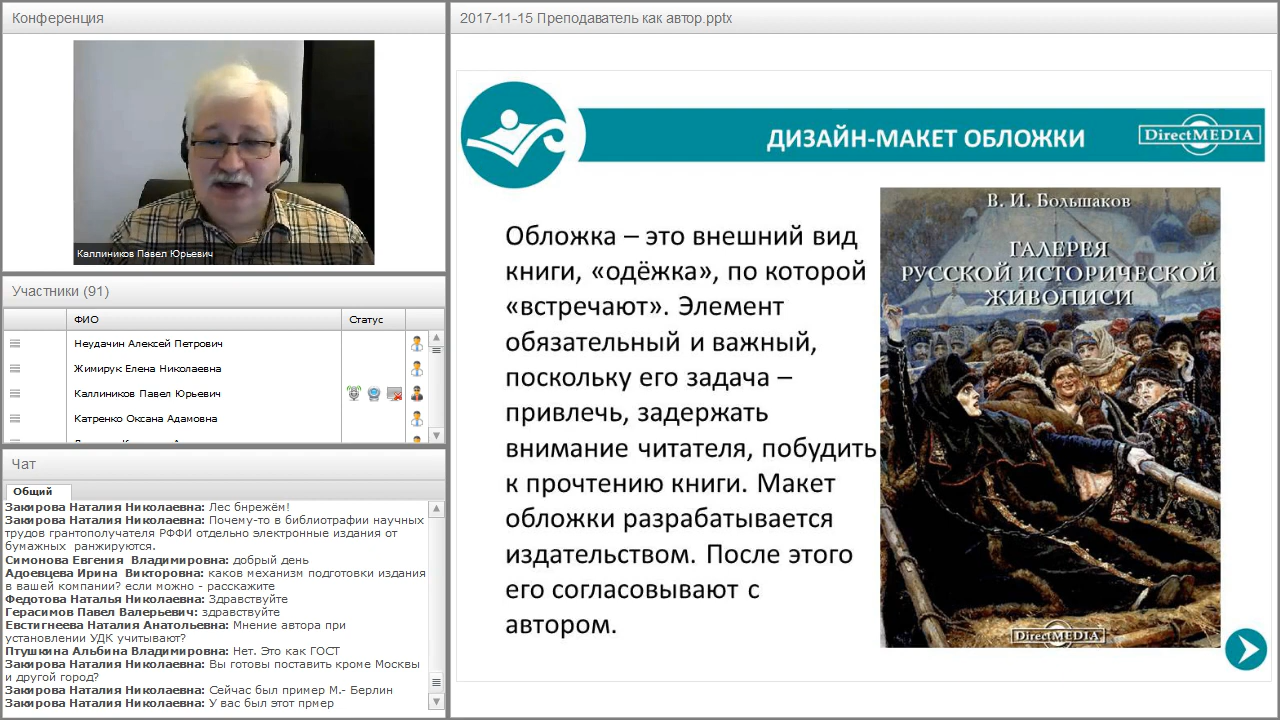 Конференция
Каллиников Павел Юрьевич
Участники (91)
ФИО
Статус
Неудачин Алексей Петрович
Жимирук Елена Николаевна
Каллиников Павел Юрьевич
Катренко Оксана Адамовна
Чат
Общий
Закирова Наталия Николаевна: Лес бнрежём!
Закирова Наталия Николаевна: Почему-то в библиотрафии научных
трудов грантополучателя РФФИ отдельно электренные издания от
бумажных ранжируются.
Симонова Евгения Владимировна: добрый день
Адоевцева Ирина Викторовна: каков механизм подготовки издания
в вашей компании? если можно - расскажите
Федотова Наталья Николаевна: Здравствуйте
Герасимов Павел Валерьевич: здравствуйте
Евстигнеева Наталия Анатольевна: Мнение автора при
установлении УДК учитывают?
Птушкина Альбина Владимировна: Нет. Это как ГОСТ
Закирова Наталия Николаевна: Вы готовы поставить кроме Москвы
и другой город?
Закирова Наталия Николаевна: Сейчас был пример М.- Берлин
Закирова Наталия Николаевна: У вас был этот прмер
2017-11-15 Преподаватель как автор.pptx
ДИЗАЙН-МАКЕТ ОБЛОЖКИ
DirectMEDIA
Обложка – это внешний вид
книги, «одёжка», по которой
«встречают». Элемент
обязательный и важный,
поскольку его задача –
привлечь, задержать
внимание читателя, побудить
к прочтению книги. Макет
обложки разрабатывается
издательством. После этого
его согласовывают с
автором.
В. И. Большаков
ГАЛЕРЕЯ
РУССКОЙ ИСТОРИЧЕСКОЙ
ЖИВОПИСИ
DirectMEDIA